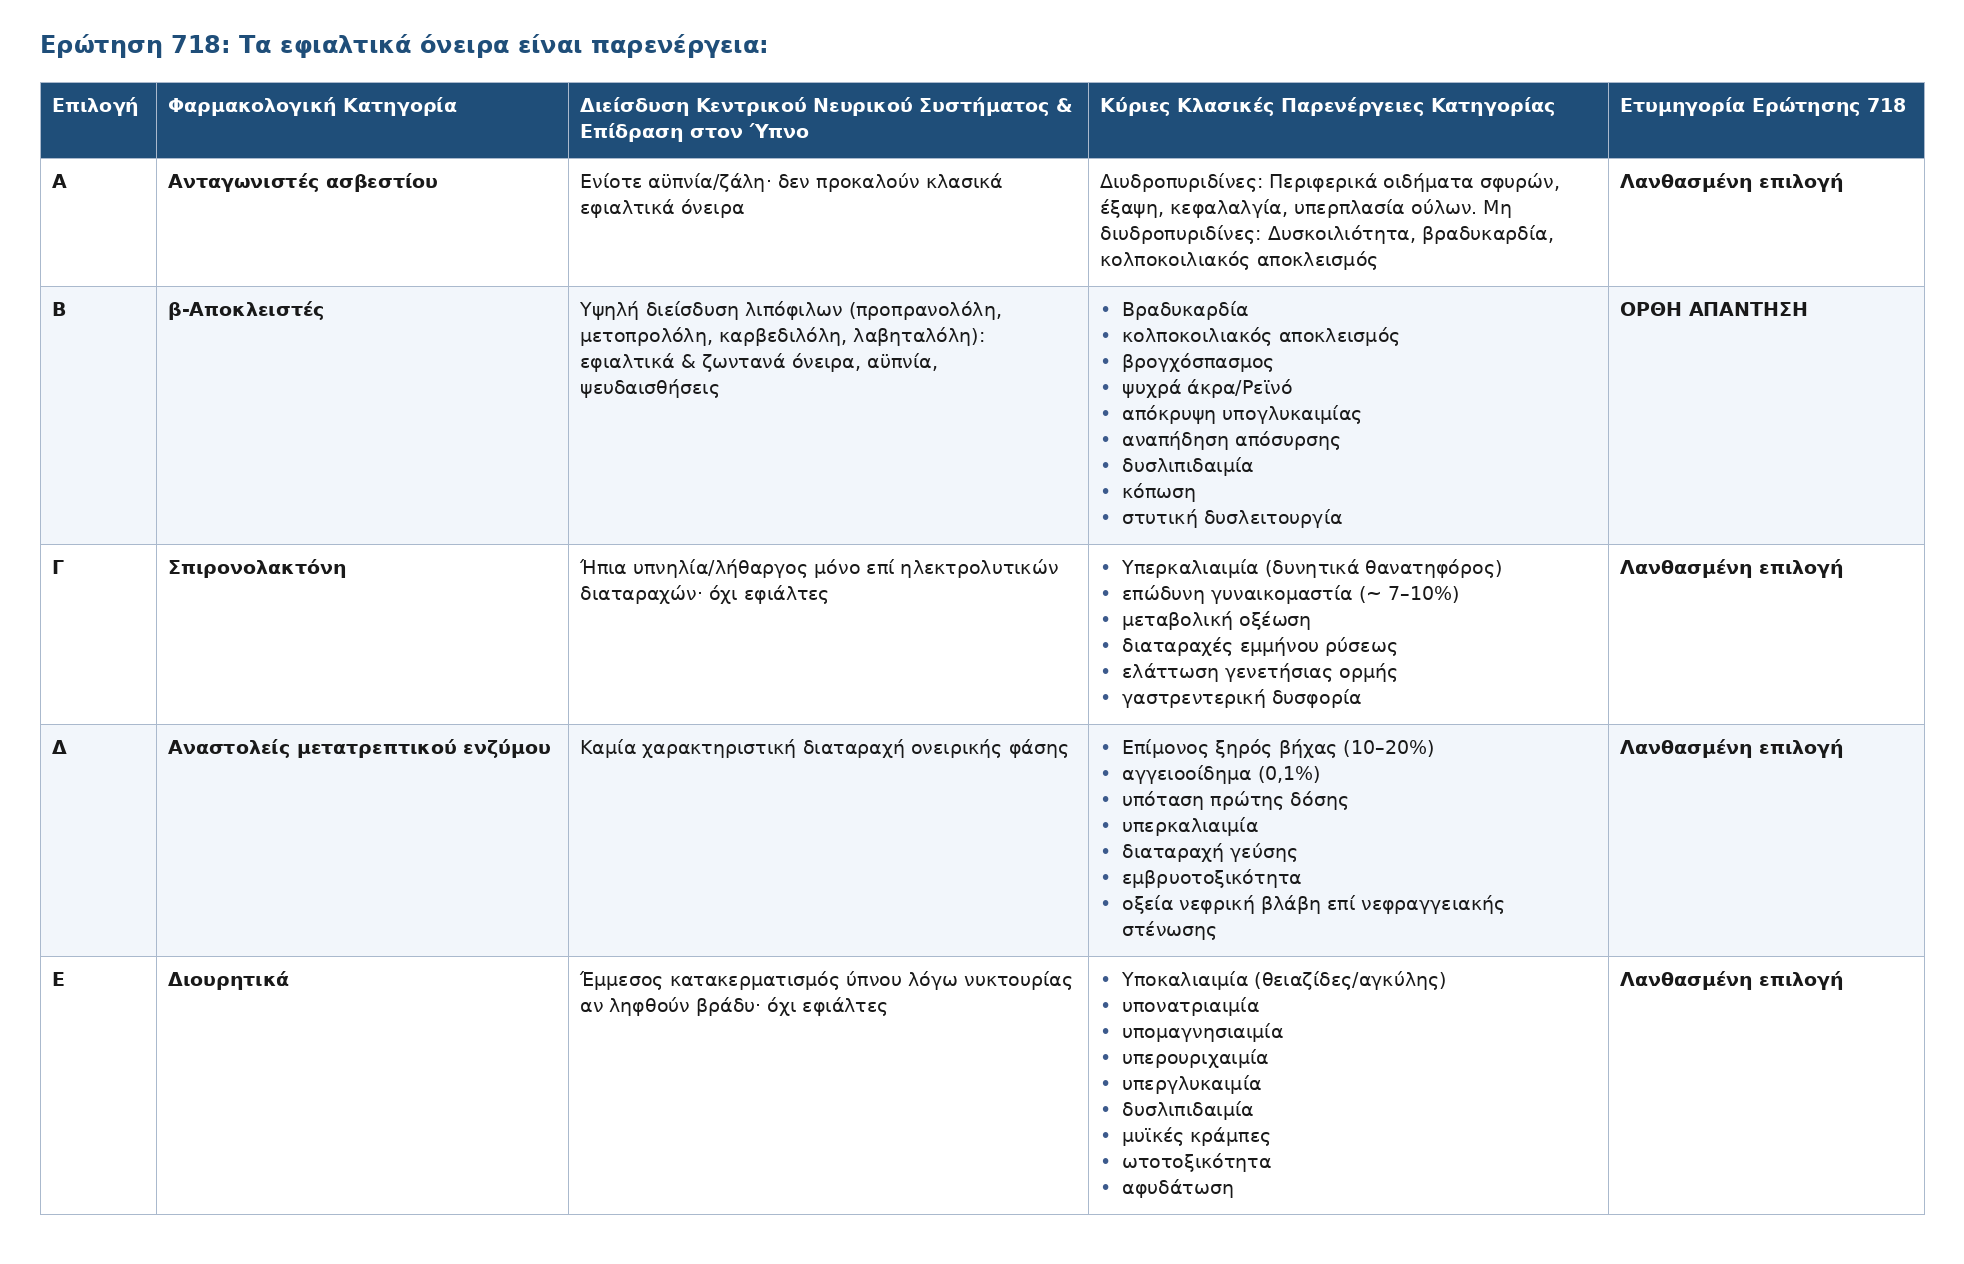 Ερώτηση 718: Τα εφιαλτικά όνειρα είναι παρενέργεια:
Επιλογή
Φαρμακολογική Κατηγορία
Διείσδυση Κεντρικού Νευρικού Συστήματος &
Επίδραση στον Ύπνο
Κύριες Κλασικές Παρενέργειες Κατηγορίας
Ετυμηγορία Ερώτησης 718
Α
Ανταγωνιστές ασβεστίου
Ενίοτε αϋπνία/ζάλη· δεν προκαλούν κλασικά
εφιαλτικά όνειρα
Διυδροπυριδίνες: Περιφερικά οιδήματα σφυρών,
έξαψη, κεφαλαλγία, υπερπλασία ούλων. Μη
διυδροπυριδίνες: Δυσκοιλιότητα, βραδυκαρδία,
κολποκοιλιακός αποκλεισμός
Λανθασμένη επιλογή
Β
β-Αποκλειστές
Υψηλή διείσδυση λιπόφιλων (προπρανολόλη,
μετοπρολόλη, καρβεδιλόλη, λαβηταλόλη):
εφιαλτικά & ζωντανά όνειρα, αϋπνία,
ψευδαισθήσεις
• Βραδυκαρδία
• κολποκοιλιακός αποκλεισμός
• βρογχόσπασμος
• ψυχρά άκρα/Ρεϊνό
• απόκρυψη υπογλυκαιμίας
• αναπήδηση απόσυρσης
• δυσλιπιδαιμία
• κόπωση
• στυτική δυσλειτουργία
ΟΡΘΗ ΑΠΑΝΤΗΣΗ
Γ
Σπιρονολακτόνη
Ήπια υπνηλία/λήθαργος μόνο επί ηλεκτρολυτικών
διαταραχών· όχι εφιάλτες
• Υπερκαλιαιμία (δυνητικά θανατηφόρος)
• επώδυνη γυναικομαστία (~ 7–10%)
• μεταβολική οξέωση
• διαταραχές εμμήνου ρύσεως
• ελάττωση γενετήσιας ορμής
• γαστρεντερική δυσφορία
Λανθασμένη επιλογή
Δ
Αναστολείς μετατρεπτικού ενζύμου
Καμία χαρακτηριστική διαταραχή ονειρικής φάσης
• Επίμονος ξηρός βήχας (10–20%)
• αγγειοοίδημα (0,1%)
• υπόταση πρώτης δόσης
• υπερκαλιαιμία
• διαταραχή γεύσης
• εμβρυοτοξικότητα
• οξεία νεφρική βλάβη επί νεφραγγειακής
στένωσης
Λανθασμένη επιλογή
Ε
Διουρητικά
Έμμεσος κατακερματισμός ύπνου λόγω νυκτουρίας
αν ληφθούν βράδυ· όχι εφιάλτες
• Υποκαλιαιμία (θειαζίδες/αγκύλης)
• υπονατριαιμία
• υπομαγνησιαιμία
• υπερουριχαιμία
• υπεργλυκαιμία
• δυσλιπιδαιμία
• μυϊκές κράμπες
• ωτοτοξικότητα
• αφυδάτωση
Λανθασμένη επιλογή